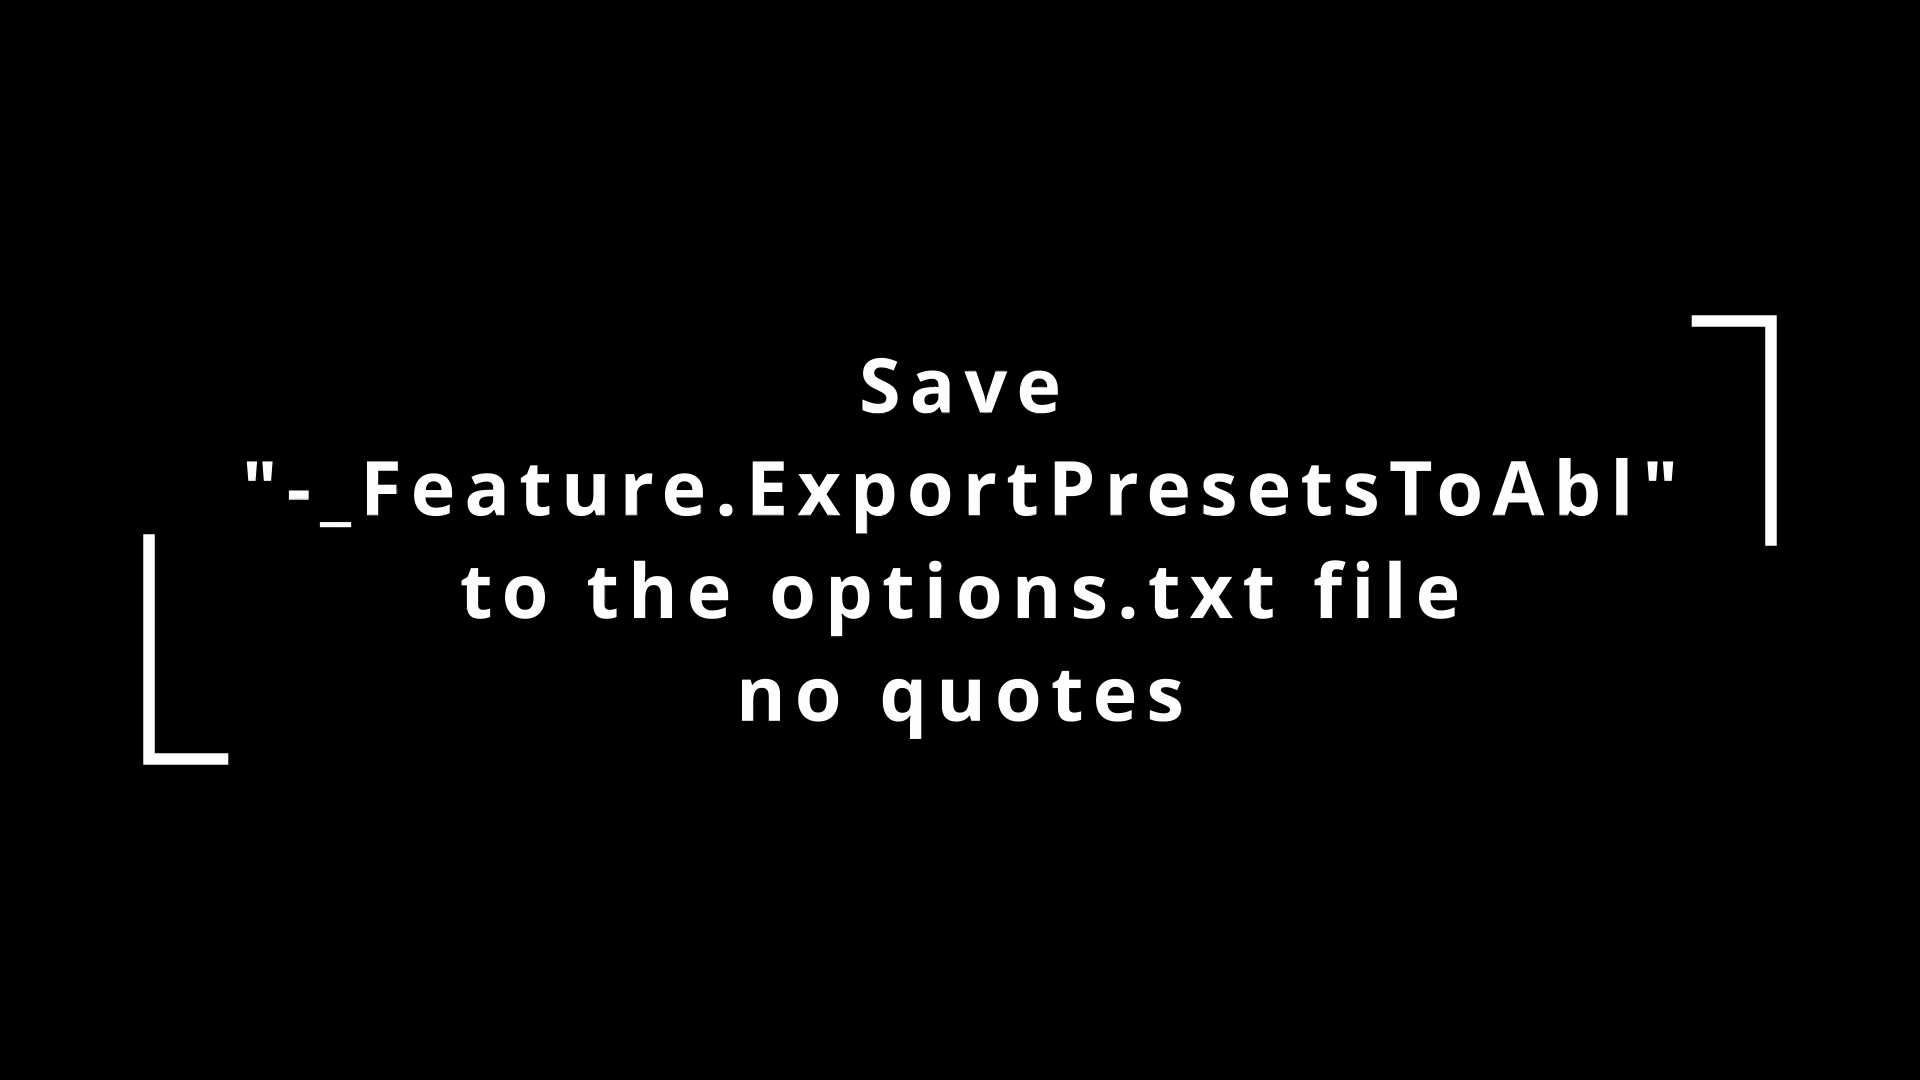 Save
"-_Feature.ExportPresetsToAbl"
to the options.txt file
no quotes